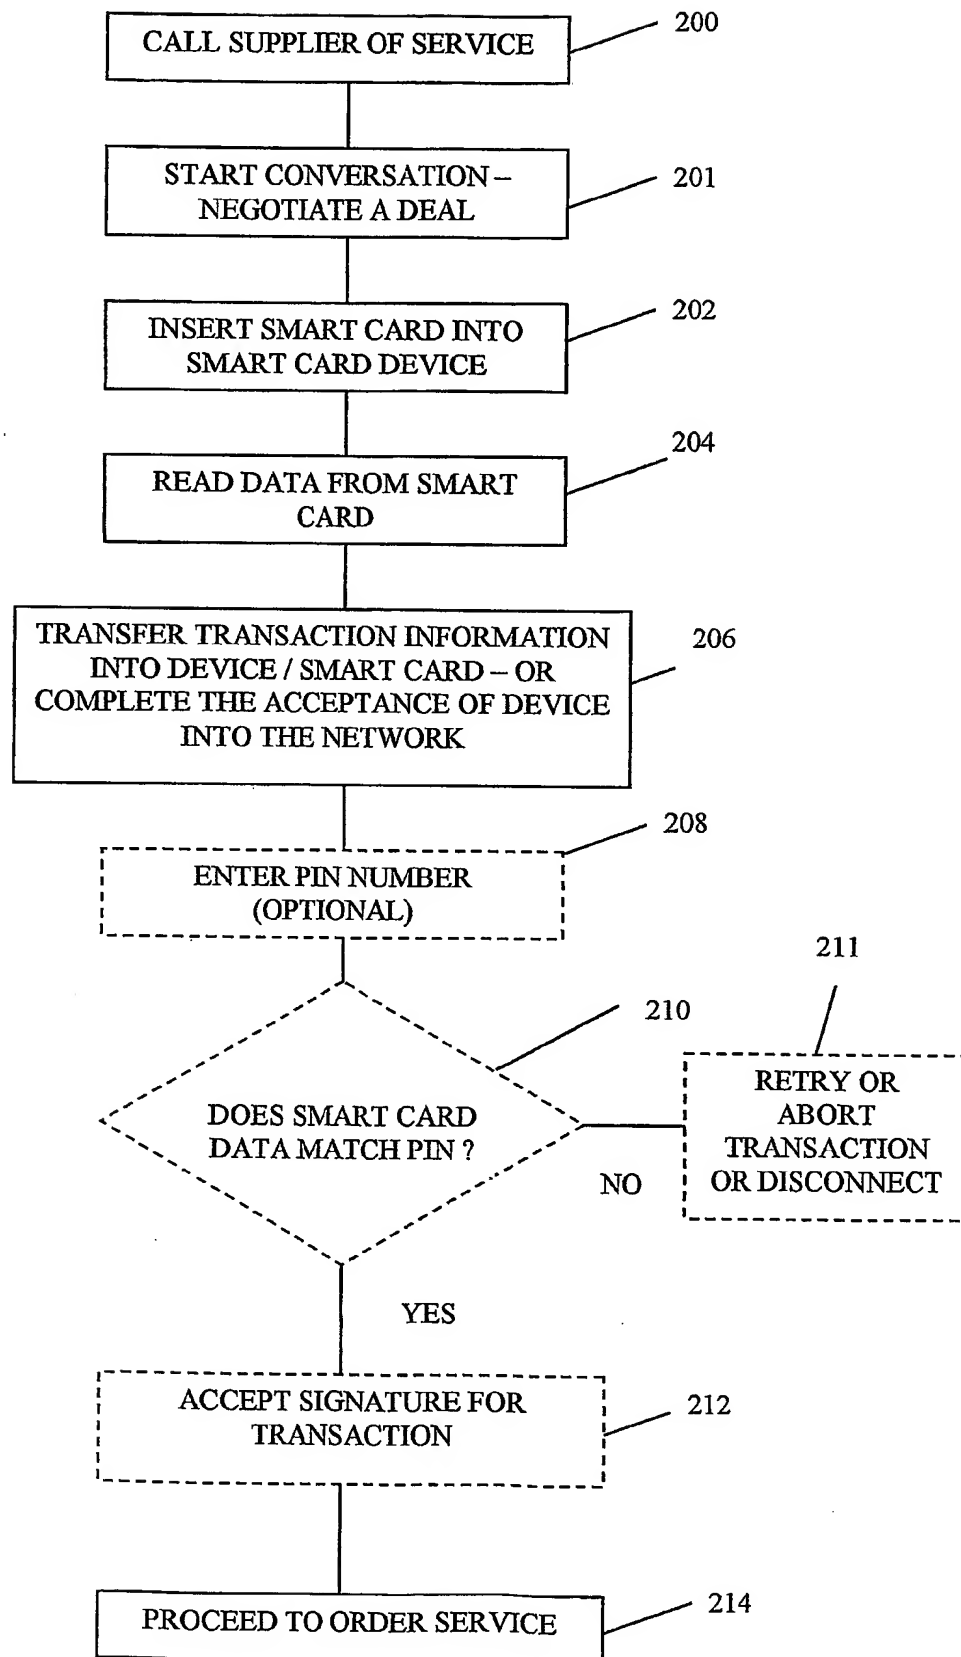 CALL SUPPLIER OF SERVICE
200
START CONVERSATION –
NEGOTIATE A DEAL
201
INSERT SMART CARD INTO
SMART CARD DEVICE
202
READ DATA FROM SMART
CARD
204
TRANSFER TRANSACTION INFORMATION
INTO DEVICE / SMART CARD – OR
COMPLETE THE ACCEPTANCE OF DEVICE
INTO THE NETWORK
206
ENTER PIN NUMBER
(OPTIONAL)
208
DOES SMART CARD
DATA MATCH PIN ?
210
NO
211
RETRY OR
ABORT
TRANSACTION
OR DISCONNECT
YES
ACCEPT SIGNATURE FOR
TRANSACTION
212
PROCEED TO ORDER SERVICE
214